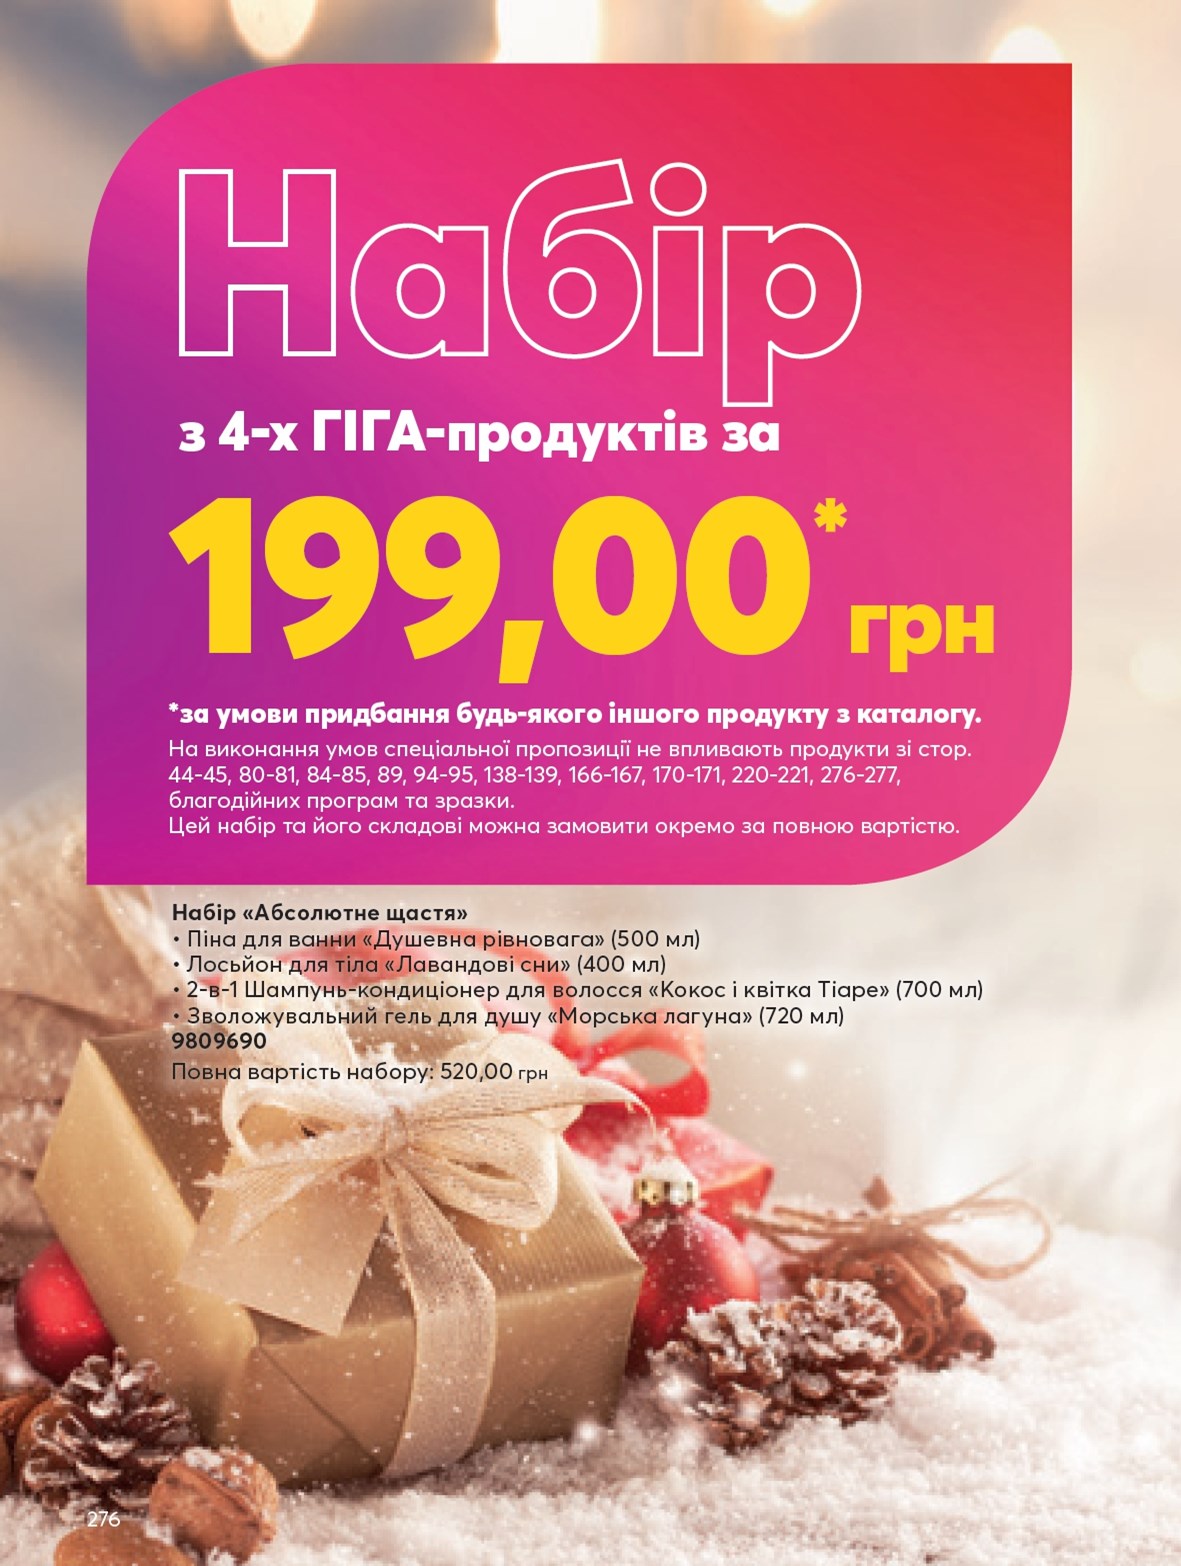 Набір
з 4-х ГІГА-продуктів за
199,00* грн
*за умови придбання будь-якого іншого продукту з каталогу.
На виконання умов спеціальної пропозиції не впливають продукти зі стор.
44-45, 80-81, 84-85, 89, 94-95, 138-139, 166-167, 170-171, 220-221, 276-277,
благодійних програм та зразки.
Цей набір та його складові можна замовити окремо за повною вартістю.
Набір «Абсолютне щастя»
• Піна для ванни «Душевна рівновага» (500 мл)
• Лосьйон для тіла «Лавандові сни» (400 мл)
• 2-в-1 Шампунь-кондиціонер для волосся «Кокос і квітка Тіаре» (700 мл)
• Зволожувальний гель для душу «Морська лагуна» (720 мл)
9809690
Повна вартість набору: 520,00 грн
276